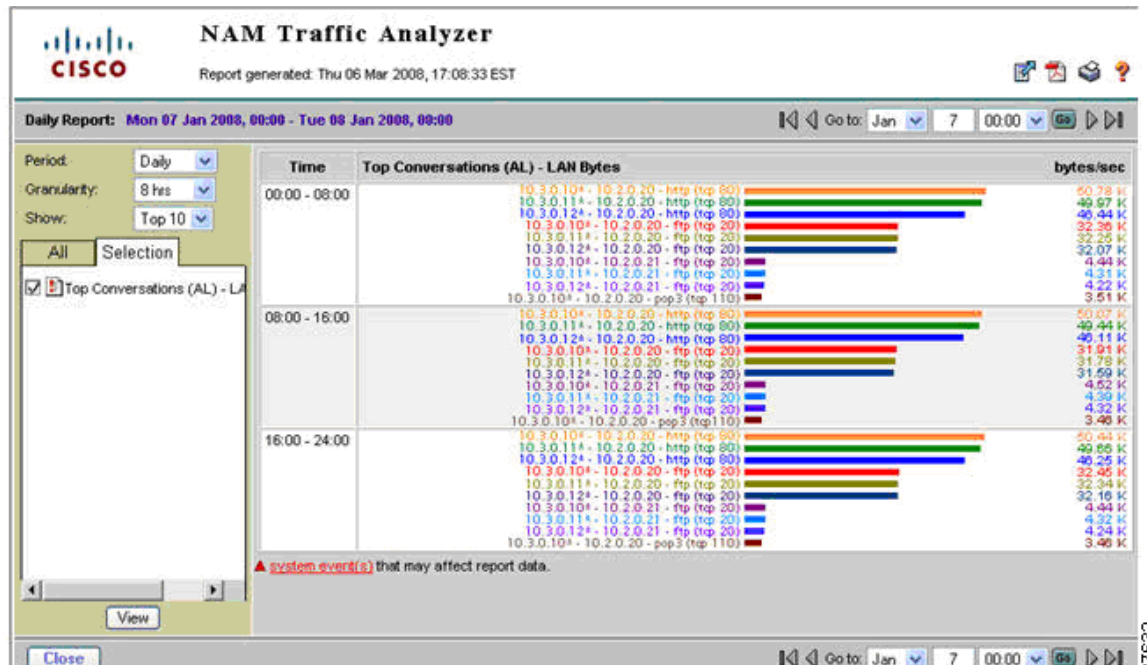 NAM Traffic Analyzer
CISCO
Report generated: Thu 06 Mar 2008, 17:08:33 EST
Daily Report: Mon 07 Jan 2008, 00:00 - Tue 08 Jan 2008, 00:00
Go to: Jan 7 00:00 Go
Period: Daily
Granularity: 8 hrs
Show: Top 10
All Selection
Top Conversations (AL) - LA
View
Time Top Conversations (AL) - LAN Bytes bytes/sec
00:00 - 08:00
10.3.0.10* - 10.2.0.20 - http (tcp 80) 50.78 K
10.3.0.11* - 10.2.0.20 - http (tcp 80) 49.97 K
10.3.0.12* - 10.2.0.20 - http (tcp 80) 46.44 K
10.3.0.10* - 10.2.0.20 - ftp (tcp 20) 32.36 K
10.3.0.11* - 10.2.0.20 - ftp (tcp 20) 32.25 K
10.3.0.12* - 10.2.0.20 - ftp (tcp 20) 32.07 K
10.3.0.10* - 10.2.0.21 - ftp (tcp 20) 4.44 K
10.3.0.11* - 10.2.0.21 - ftp (tcp 20) 4.31 K
10.3.0.12* - 10.2.0.21 - ftp (tcp 20) 4.22 K
10.3.0.10* - 10.2.0.20 - pop3 (tcp 110) 3.51 K
08:00 - 16:00
10.3.0.10* - 10.2.0.20 - http (tcp 80) 50.07 K
10.3.0.11* - 10.2.0.20 - http (tcp 80) 49.44 K
10.3.0.12* - 10.2.0.20 - http (tcp 80) 46.11 K
10.3.0.10* - 10.2.0.20 - ftp (tcp 20) 31.91 K
10.3.0.11* - 10.2.0.20 - ftp (tcp 20) 31.78 K
10.3.0.12* - 10.2.0.20 - ftp (tcp 20) 31.59 K
10.3.0.10* - 10.2.0.21 - ftp (tcp 20) 4.52 K
10.3.0.11* - 10.2.0.21 - ftp (tcp 20) 4.39 K
10.3.0.12* - 10.2.0.21 - ftp (tcp 20) 4.32 K
10.3.0.10* - 10.2.0.20 - pop3 (tcp110) 3.46 K
16:00 - 24:00
10.3.0.10* - 10.2.0.20 - http (tcp 80) 50.44 K
10.3.0.11* - 10.2.0.20 - http (tcp 80) 49.66 K
10.3.0.12* - 10.2.0.20 - http (tcp 80) 46.25 K
10.3.0.10* - 10.2.0.20 - ftp (tcp 20) 32.45 K
10.3.0.11* - 10.2.0.20 - ftp (tcp 20) 32.34 K
10.3.0.12* - 10.2.0.20 - ftp (tcp 20) 32.16 K
10.3.0.10* - 10.2.0.21 - ftp (tcp 20) 4.44 K
10.3.0.11* - 10.2.0.21 - ftp (tcp 20) 4.32 K
10.3.0.12* - 10.2.0.21 - ftp (tcp 20) 4.24 K
10.3.0.10* - 10.2.0.20 - pop3 (tcp 110) 3.46 K
system event(s) that may affect report data.
Close
Go to: Jan 7 00:00 Go